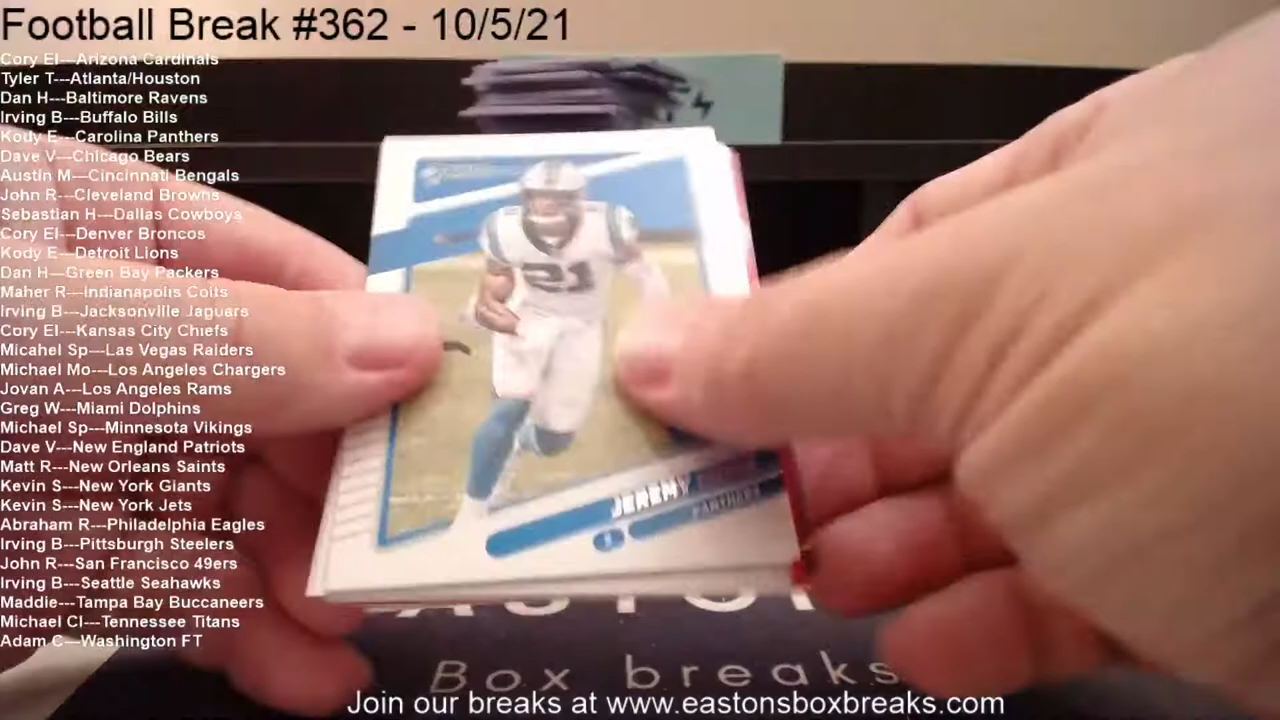 Football Break #362 - 10/5/21
Cory El---Arizona Cardinals
Tyler T---Atlanta/Houston
Dan H---Baltimore Ravens
Irving B---Buffalo Bills
Kody E---Carolina Panthers
Dave V---Chicago Bears
Austin M---Cincinnati Bengals
John R---Cleveland Browns
Sebastian H---Dallas Cowboys
Cory El---Denver Broncos
Kody E---Detroit Lions
Dan H---Green Bay Packers
Maher R---Indianapolis Colts
Irving B---Jacksonville Jaguars
Cory El---Kansas City Chiefs
Micahel Sp---Las Vegas Raiders
Michael Mo---Los Angeles Chargers
Jovan A---Los Angeles Rams
Greg W---Miami Dolphins
Michael Sp---Minnesota Vikings
Dave V---New England Patriots
Matt R---New Orleans Saints
Kevin S---New York Giants
Kevin S---New York Jets
Abraham R---Philadelphia Eagles
Irving B---Pittsburgh Steelers
John R---San Francisco 49ers
Irving B---Seattle Seahawks
Maddie---Tampa Bay Buccaneers
Michael Cl---Tennessee Titans
Adam C---Washington FT
21
JEREMY
PANTHERS
Box breaks
Join our breaks at www.eastonsboxbreaks.com